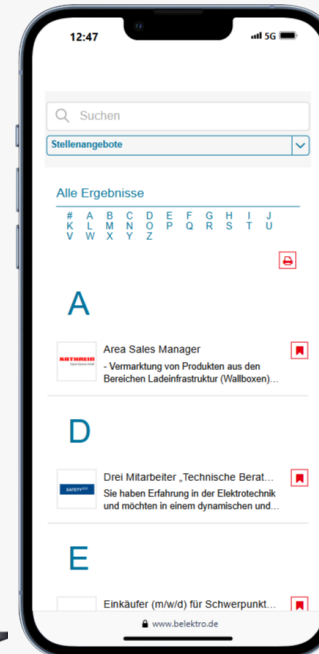 12:47
5G
Suchen
Stellenangebote
Alle Ergebnisse
# A B C D E F G H I J
K L M N O P Q R S T U
V W X Y Z
A
KATHREIN
Area Sales Manager
- Vermarktung von Produkten aus den
Bereichen Ladeinfrastruktur (Wallboxen)...
D
Drei Mitarbeiter „Technische Berat...
Sie haben Erfahrung in der Elektrotechnik
und möchten in einem dynamischen und...
E
Einkäufer (m/w/d) für Schwerpunkt...
www.belektro.de